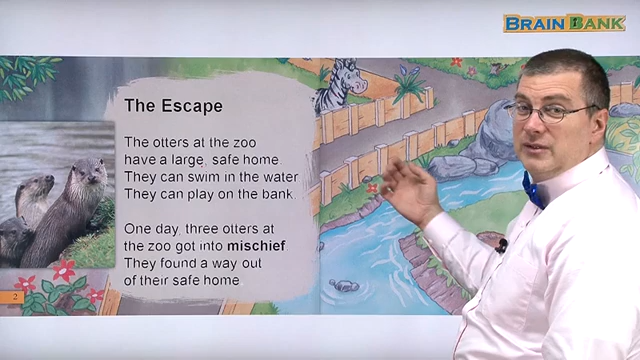 BRAIN BANK
The Escape
The otters at the zoo
have a large, safe home.
They can swim in the water
They can play on the bank.
One day, three otters at
the zoo got into mischief.
They found a way out
of their safe home.
2